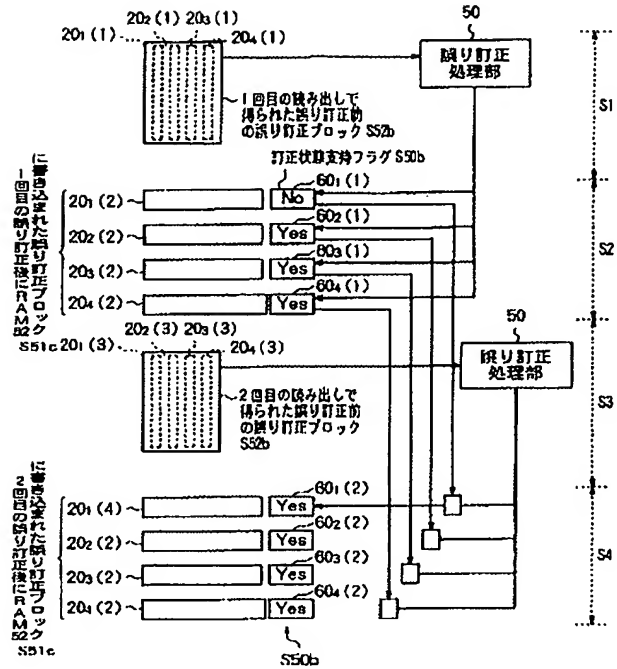 20₂(1) 20₃(1)
20₁(1) 20₄(1)
50
誤り訂正
処理部
1回目の読み出しで
得られた誤り訂正前
の誤り訂正ブロック S52b
訂正状態支持フラグ S50b
S1
1回目の誤り訂正後にRAM52
に書き込まれた誤り訂正ブロック
S51c
20₁(2) No 60₁(1)
20₂(2) Yes 60₂(1)
20₃(2) Yes 60₃(1)
20₄(2) Yes 60₄(1)
S2
20₂(3) 20₃(3)
20₁(3) 20₄(3)
50
誤り訂正
処理部
2回目の読み出しで
得られた誤り訂正前
の誤り訂正ブロック
S52b
S3
2回目の誤り訂正後にRAM52
に書き込まれた誤り訂正ブロック
S51c
20₁(4) Yes 60₁(2)
20₂(2) Yes 60₂(2)
20₃(2) Yes 60₃(2)
20₄(2) Yes 60₄(2)
S4
S50b